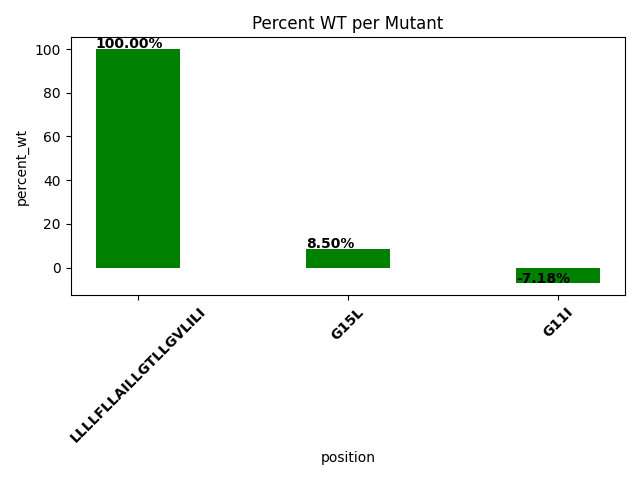 Percent WT per Mutant
percent_wt
100
80
60
40
20
0
100.00%
8.50%
-7.18%
LLLLFLLAILLGTLLGVLILI
G15L
G11I
position